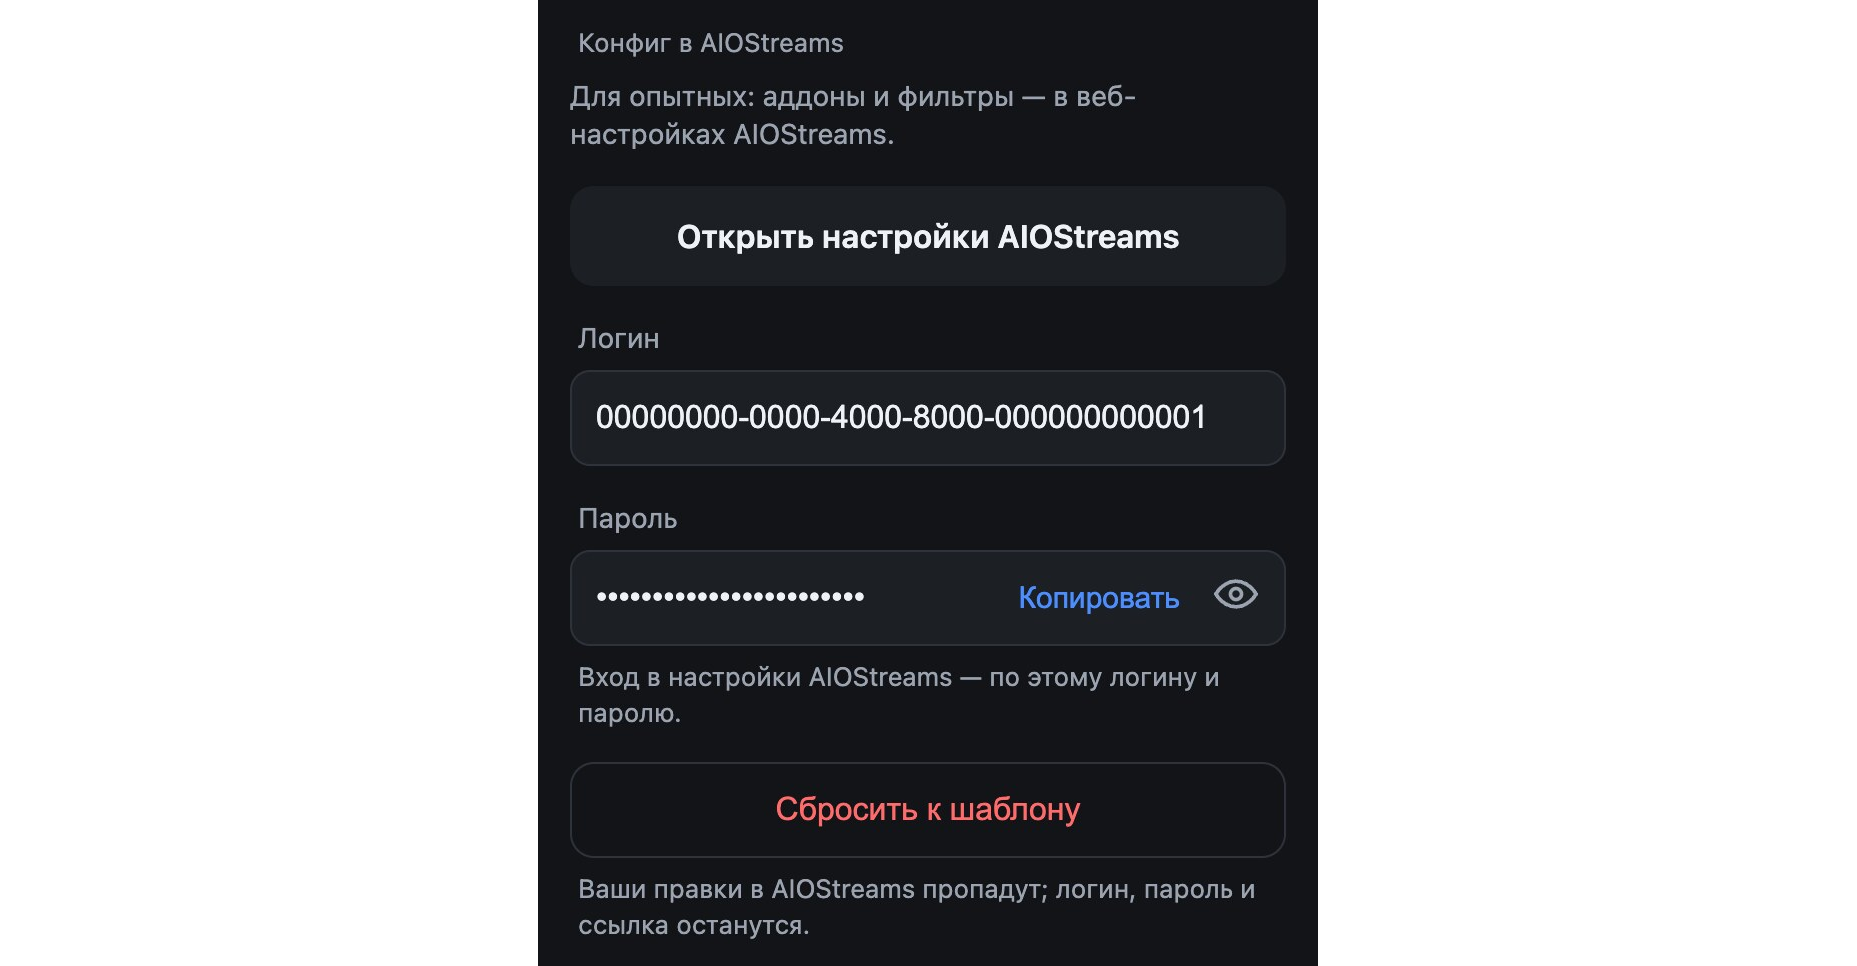 Конфиг в AIOStreams
Для опытных: аддоны и фильтры — в веб-
настройках AIOStreams.
Открыть настройки AIOStreams
Логин
00000000-0000-4000-8000-000000000001
Пароль
••••••••••••••••••••••••
Копировать
Вход в настройки AIOStreams — по этому логину и
паролю.
Сбросить к шаблону
Ваши правки в AIOStreams пропадут; логин, пароль и
ссылка останутся.